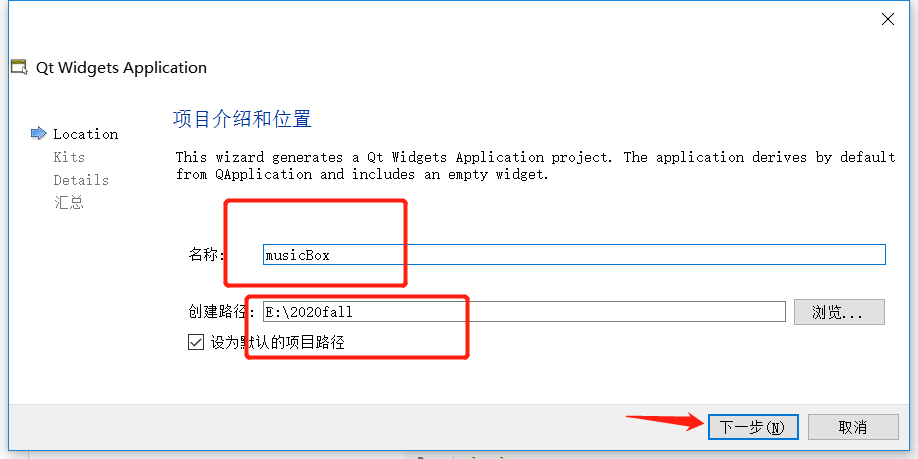 Qt Widgets Application
项目介绍和位置
Location
Kits
Details
汇总
This wizard generates a Qt Widgets Application project. The application derives by default
from QApplication and includes an empty widget.
名称:
musicBox
创建路径:
E:\2020fall
浏览...
设为默认的项目路径
下一步(N)
取消